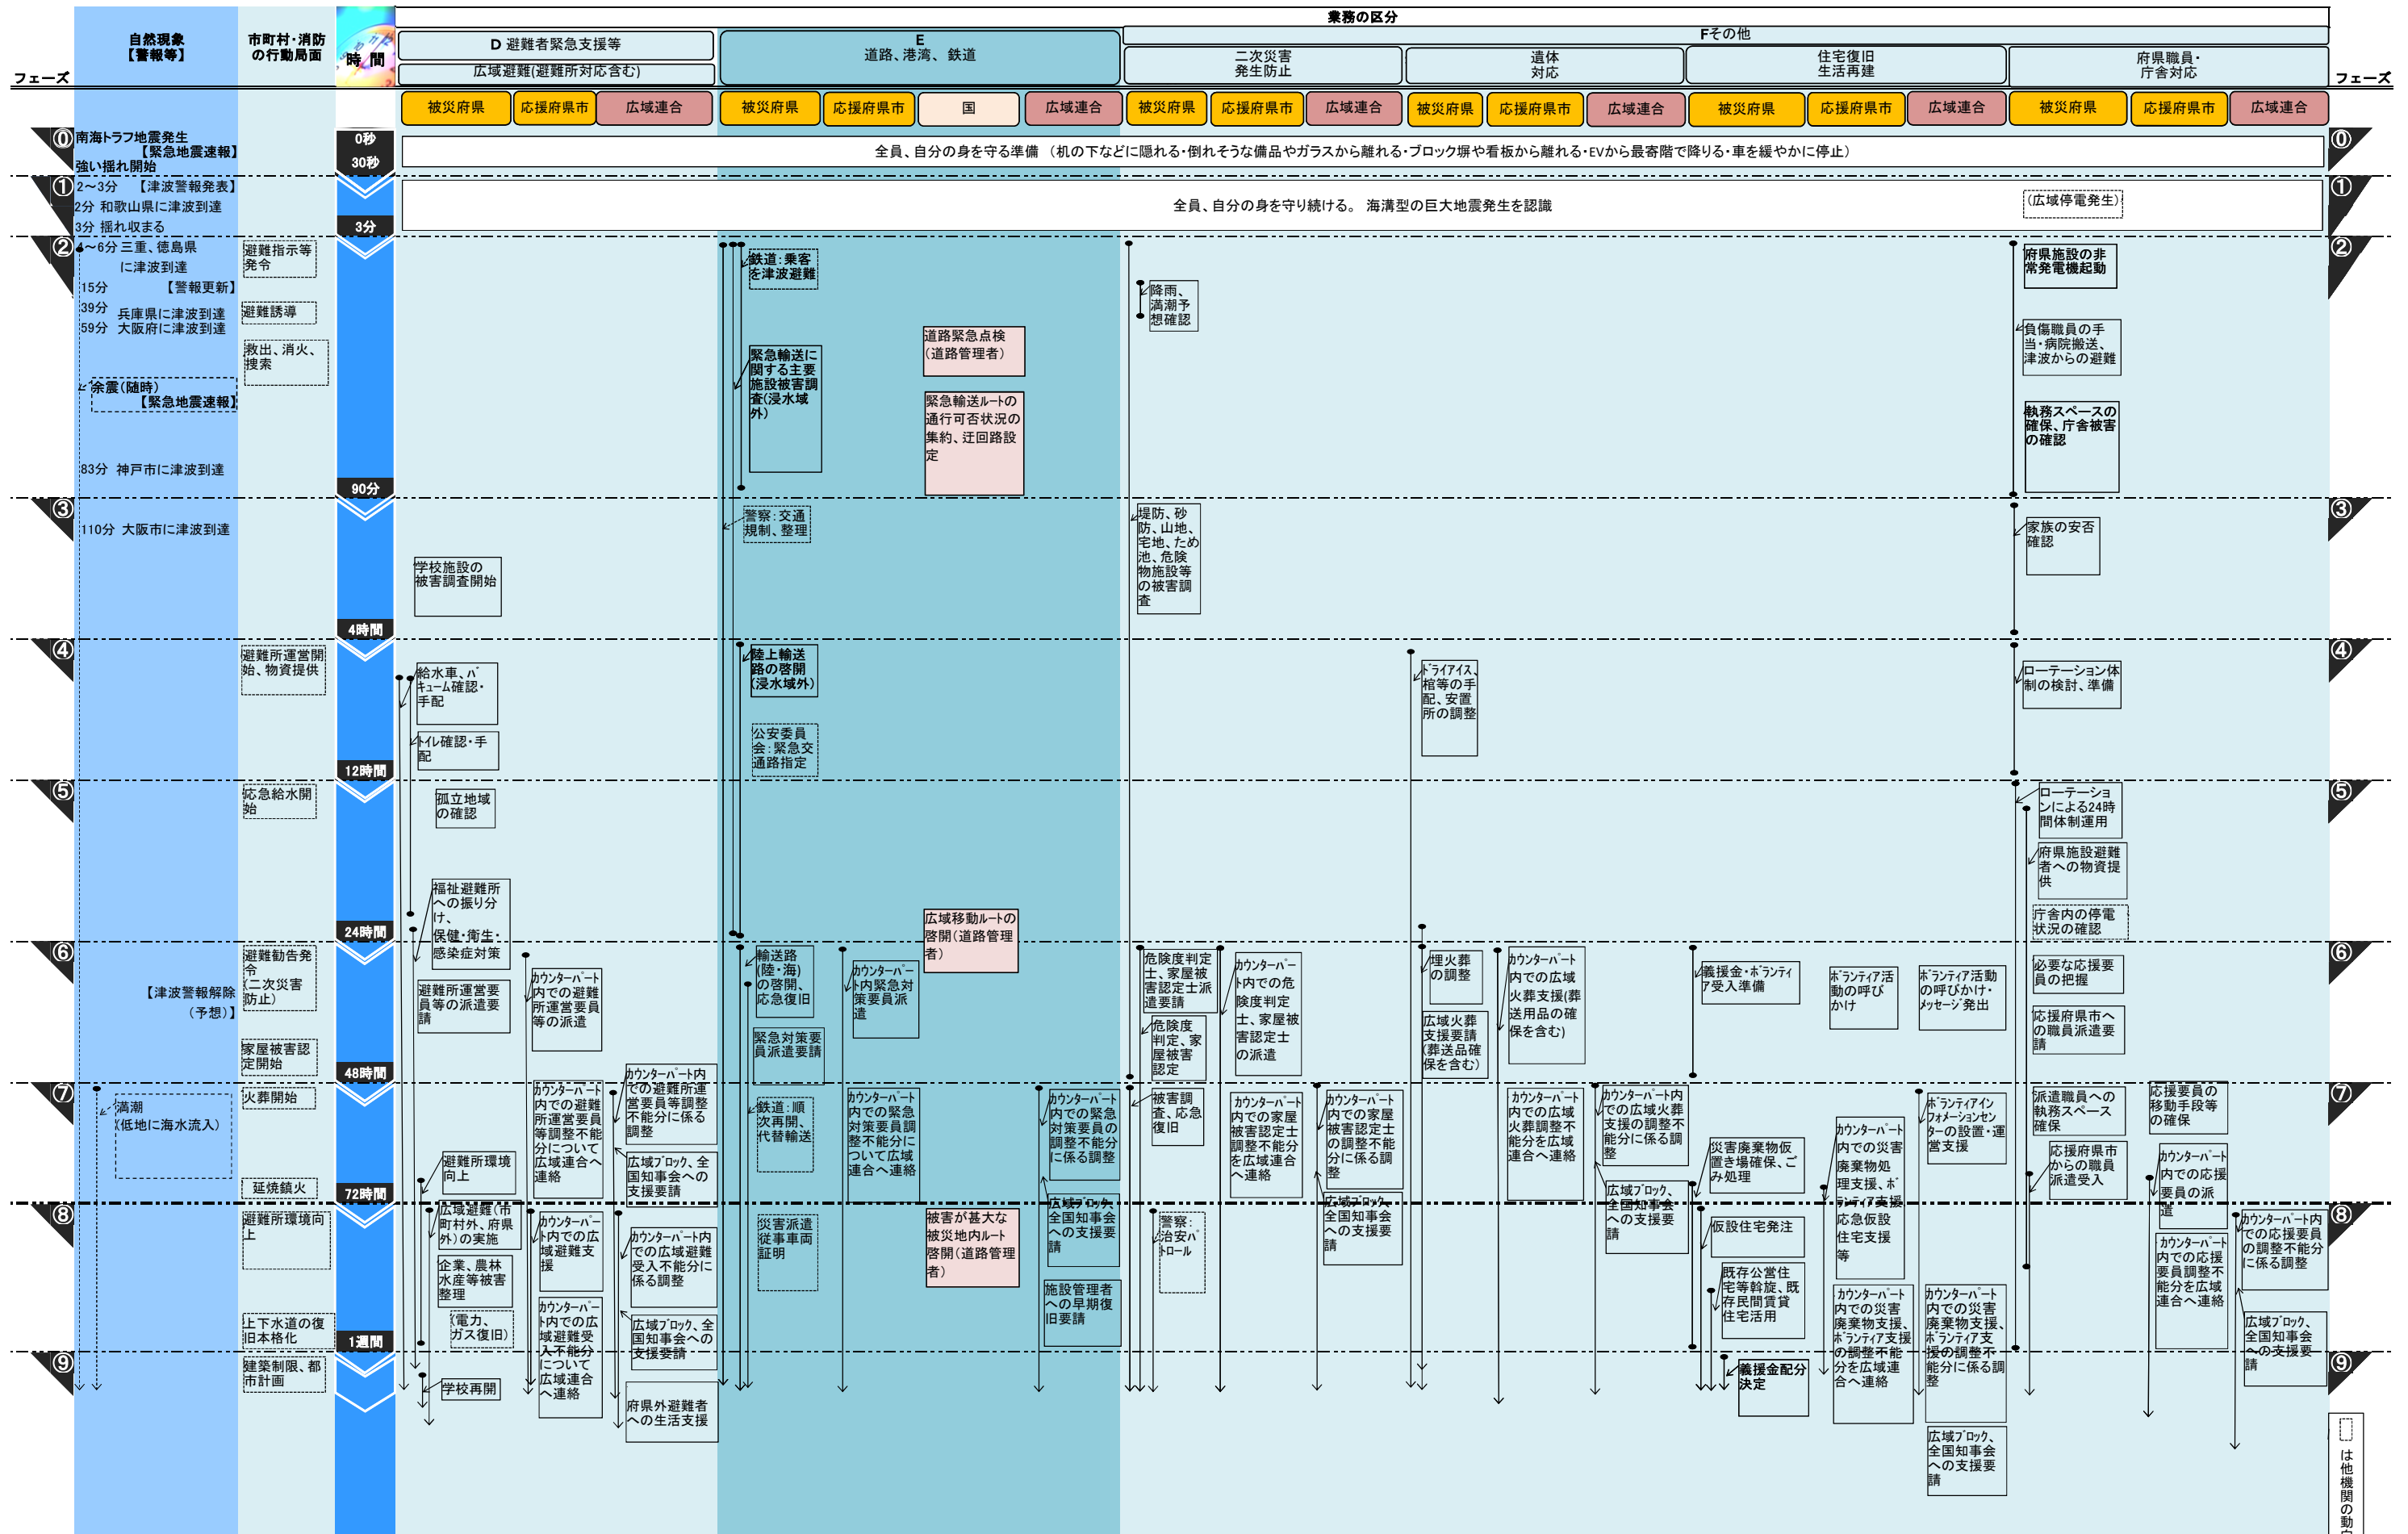 業務の区分
自然現象
【警報等】
市町村・消防
の行動局面
時間
D 避難者緊急支援等
E
道路、港湾、鉄道
Fその他
広域避難(避難所対応含む)
二次災害
発生防止
遺体
対応
住宅復旧
生活再建
府県職員・
庁舎対応
フェーズ
フェーズ
被災府県
応援府県市
広域連合
被災府県
応援府県市
国
広域連合
被災府県
応援府県市
広域連合
被災府県
応援府県市
広域連合
被災府県
応援府県市
広域連合
被災府県
応援府県市
広域連合
⓪
南海トラフ地震発生
【緊急地震速報】
強い揺れ開始
0秒
30秒
全員、自分の身を守る準備 (机の下などに隠れる・倒れそうな備品やガラスから離れる・ブロック塀や看板から離れる・EVから最寄階で降りる・車を緩やかに停止)
⓪
①
2～3分 【津波警報発表】
2分 和歌山県に津波到達
3分 揺れ収まる
3分
全員、自分の身を守り続ける。 海溝型の巨大地震発生を認識
(広域停電発生)
①
②
4～6分 三重、徳島県
に津波到達
15分 【警報更新】
39分 兵庫県に津波到達
59分 大阪府に津波到達
余震(随時)
【緊急地震速報】
83分 神戸市に津波到達
避難指示等
発令
避難誘導
救出、消火、
捜索
90分
鉄道:乗客
を津波避難
緊急輸送に
関する主要
施設被害調
査(浸水域
外)
道路緊急点検
(道路管理者)
緊急輸送ルートの
通行可否状況の
集約、迂回路設
定
降雨、
満潮予
想確認
府県施設の非
常発電機起動
負傷職員の手
当・病院搬送、
津波からの避難
執務スペースの
確保、庁舎被害
の確認
②
③
110分 大阪市に津波到達
4時間
学校施設の
被害調査開始
警察:交通
規制、整理
堤防、砂
防、山地、
宅地、ため
池、危険
物施設等
の被害調
査
家族の安否
確認
③
④
避難所運営開
始、物資提供
12時間
給水車、バ
キューム確認・
手配
トイレ確認・手
配
陸上輸送
路の啓開
(浸水域外)
公安委員
会:緊急交
通路指定
ドライアイス、
棺等の手
配、安置
所の調整
ローテーション体
制の検討、準備
④
⑤
応急給水開
始
24時間
孤立地域
の確認
福祉避難所
への振り分
け、
保健・衛生・
感染症対策
広域移動ルートの
啓開(道路管理
者)
ローテーショ
ンによる24時
間体制運用
府県施設避難
者への物資提
供
庁舎内の停電
状況の確認
⑤
⑥
【津波警報解除
(予想)】
避難勧告発
令
(二次災害
防止)
家屋被害認
定開始
48時間
避難所運営要
員等の派遣要
請
カウンターパート
内での避難
所運営要員
等の派遣
輸送路
(陸・海)
の啓開、
応急復旧
緊急対策要
員派遣要請
カウンターパー
ト内緊急対
策要員派
遣
危険度判定
士、家屋被
害認定士派
遣要請
危険度
判定、家
屋被害
認定
カウンターパー
ト内での危
険度判定
士、家屋被
害認定士
の派遣
埋火葬
の調整
広域火葬
支援要請
(葬送品確
保を含む)
カウンターパート
内での広域
火葬支援(葬
送用品の確
保を含む)
義援金・ボランティ
ア受入準備
ボランティア活
動の呼び
かけ
ボランティア活動
の呼びかけ・
メッセージ発出
必要な応援要
員の把握
応援府県市へ
の職員派遣要
請
⑥
⑦
満潮
(低地に海水流入)
火葬開始
延焼鎮火
72時間
避難所環境
向上
カウンターパート
内での避難
所運営要員
等調整不能
分について
広域連合へ
連絡
カウンターパート内
での避難所運
営要員等調整
不能分に係る
調整
広域ブロック、全
国知事会への
支援要請
鉄道:順
次再開、
代替輸送
カウンターパート
内での緊急
対策要員調
整不能分に
ついて広域
連合へ連絡
カウンターパート
内での緊急
対策要員の
調整不能分
に係る調整
広域ブロック、
全国知事会
への支援要
請
被害調
査、応急
復旧
カウンターパート
内での家屋
被害認定士
調整不能分
を広域連合
へ連絡
カウンターパート
内での家屋
被害認定士
の調整不能
分に係る調
整
広域ブロック、
全国知事会
への支援要
請
カウンターパート
内での広域
火葬調整不
能分を広域
連合へ連絡
カウンターパート内
での広域火葬
支援の調整不
能分に係る調
整
広域ブロック、
全国知事会
への支援要
請
災害廃棄物仮
置き場確保、ご
み処理
カウンターパート
内での災害
廃棄物処
理支援、ボ
ランティア支援
応急仮設
住宅支援
等
ボランティアイン
フォメーションセン
ターの設置・運
営支援
派遣職員への
執務スペース
確保
応援府県市
からの職員
派遣受入
応援要員の
移動手段等
の確保
カウンターパート
内での応援
要員の派
遣
⑦
⑧
避難所環境向
上
上下水道の復
旧本格化
1週間
広域避難(市
町村外、府県
外)の実施
企業、農林
水産等被害
整理
(電力、
ガス復旧)
カウンターパー
ト内での広
域避難支
援
カウンターパー
ト内での広
域避難受
入不能分
について
広域連合
へ連絡
カウンターパート内
での広域避難
受入不能分に
係る調整
広域ブロック、全
国知事会への
支援要請
災害派遣
従事車両
証明
被害が甚大な
被災地内ルート
啓開(道路管理
者)
施設管理者
への早期復
旧要請
警察:
治安パ
トロール
仮設住宅発注
既存公営住
宅等斡旋、既
存民間賃貸
住宅活用
カウンターパート
内での災害
廃棄物支援、
ボランティア支援
の調整不能
分を広域連
合へ連絡
カウンターパート
内での災害
廃棄物支援、
ボランティア支
援の調整不
能分に係る調
整
カウンターパート
内での応援
要員調整不
能分を広域
連合へ連絡
カウンターパート内
での応援要員
の調整不能分
に係る調整
広域ブロック、
全国知事会
への支援要
請
⑧
⑨
建築制限、都
市計画
学校再開
府県外避難者
への生活支援
義援金配分
決定
広域ブロック、
全国知事会
への支援要
請
⑨
は他機関の動向